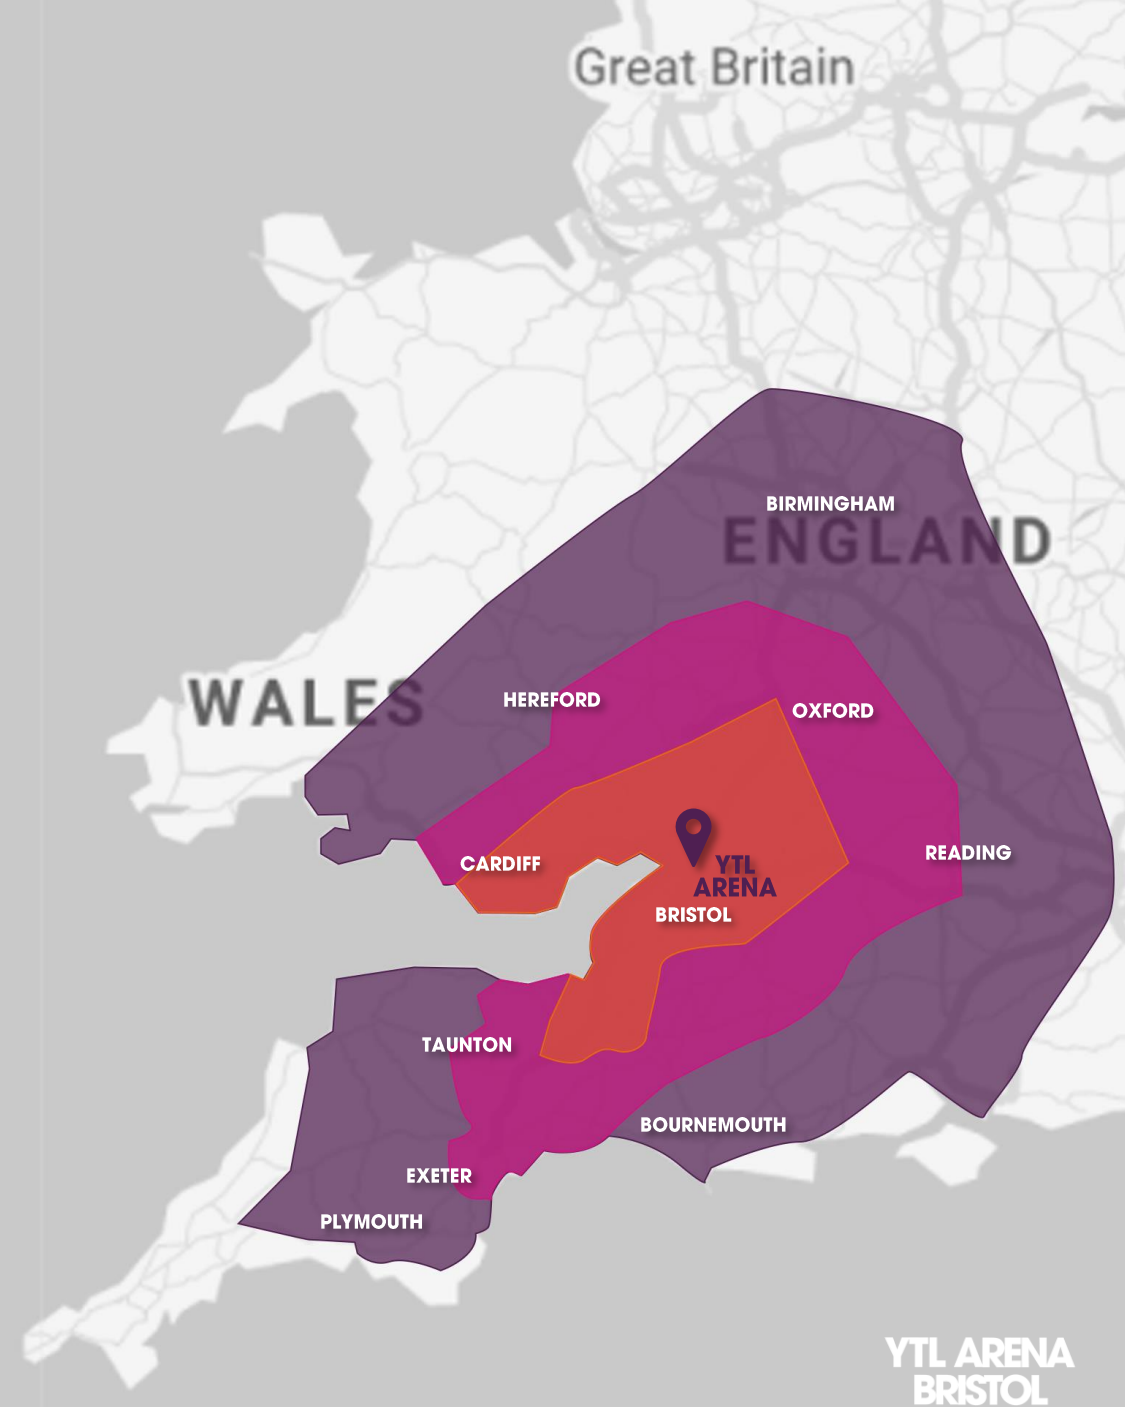 Great Britain
BIRMINGHAM
ENGLAND
HEREFORD
WALES
OXFORD
CARDIFF
READING
YTL
ARENA
BRISTOL
TAUNTON
BOURNEMOUTH
EXETER
PLYMOUTH
YTL ARENA
BRISTOL